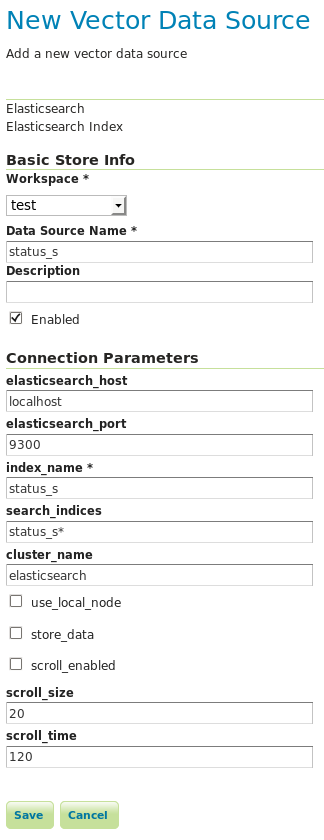 New Vector Data Source
Add a new vector data source
Elasticsearch
Elasticsearch Index
Basic Store Info
Workspace *
test
Data Source Name *
status_s
Description
Enabled
Connection Parameters
elasticsearch_host
localhost
elasticsearch_port
9300
index_name *
status_s
search_indices
status_s*
cluster_name
elasticsearch
use_local_node
store_data
scroll_enabled
scroll_size
20
scroll_time
120
Save Cancel